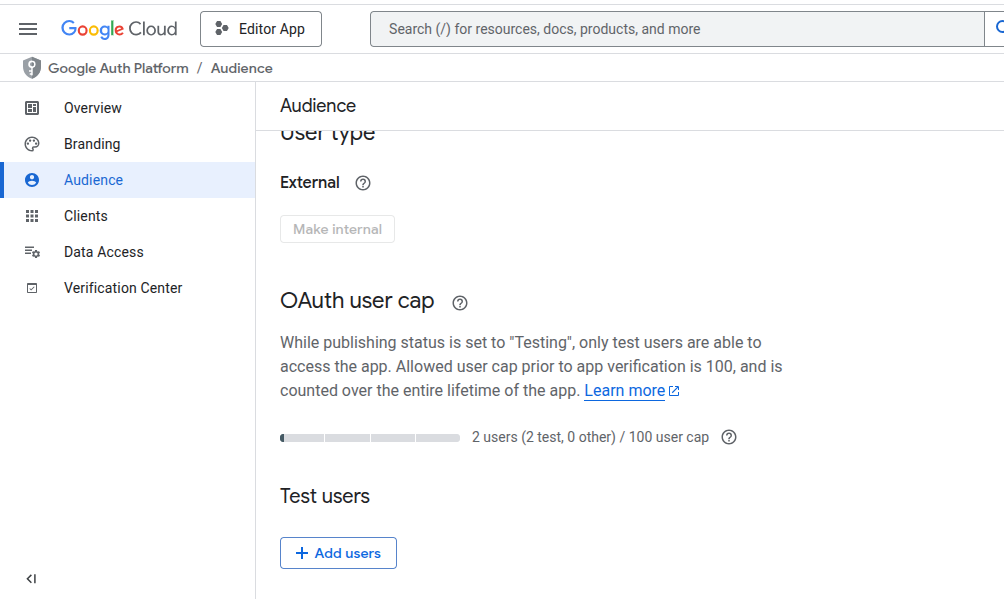 Google Cloud
Editor App
Search (/) for resources, docs, products, and more
Google Auth Platform / Audience
Overview
Branding
Audience
Clients
Data Access
Verification Center
Audience
User type
External
Make internal
OAuth user cap
While publishing status is set to "Testing", only test users are able to
access the app. Allowed user cap prior to app verification is 100, and is
counted over the entire lifetime of the app. Learn more
2 users (2 test, 0 other) / 100 user cap
Test users
+ Add users